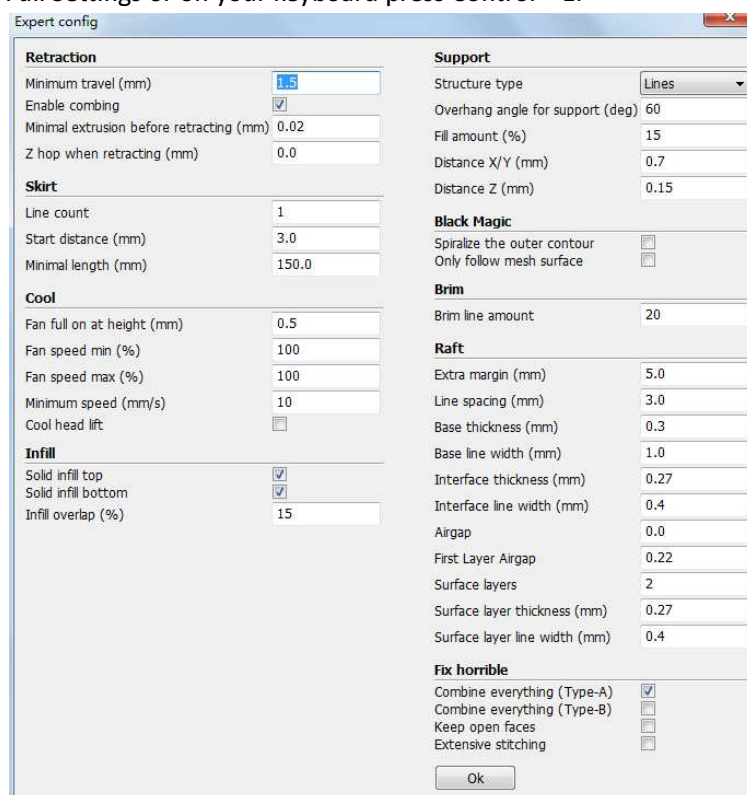 Settings or on your keyboard press Control
Expert config
Retraction
Minimum travel (mm) 1.5
Enable combing
Minimal extrusion before retracting (mm) 0.02
Z hop when retracting (mm) 0.0
Skirt
Line count 1
Start distance (mm) 3.0
Minimal length (mm) 150.0
Cool
Fan full on at height (mm) 0.5
Fan speed min (%) 100
Fan speed max (%) 100
Minimum speed (mm/s) 10
Cool head lift
Infill
Solid infill top
Solid infill bottom
Infill overlap (%) 15
Support
Structure type Lines
Overhang angle for support (deg) 60
Fill amount (%) 15
Distance X/Y (mm) 0.7
Distance Z (mm) 0.15
Black Magic
Spiralize the outer contour
Only follow mesh surface
Brim
Brim line amount 20
Raft
Extra margin (mm) 5.0
Line spacing (mm) 3.0
Base thickness (mm) 0.3
Base line width (mm) 1.0
Interface thickness (mm) 0.27
Interface line width (mm) 0.4
Airgap 0.0
First Layer Airgap 0.22
Surface layers 2
Surface layer thickness (mm) 0.27
Surface layer line width (mm) 0.4
Fix horrible
Combine everything (Type-A)
Combine everything (Type-B)
Keep open faces
Extensive stitching
Ok